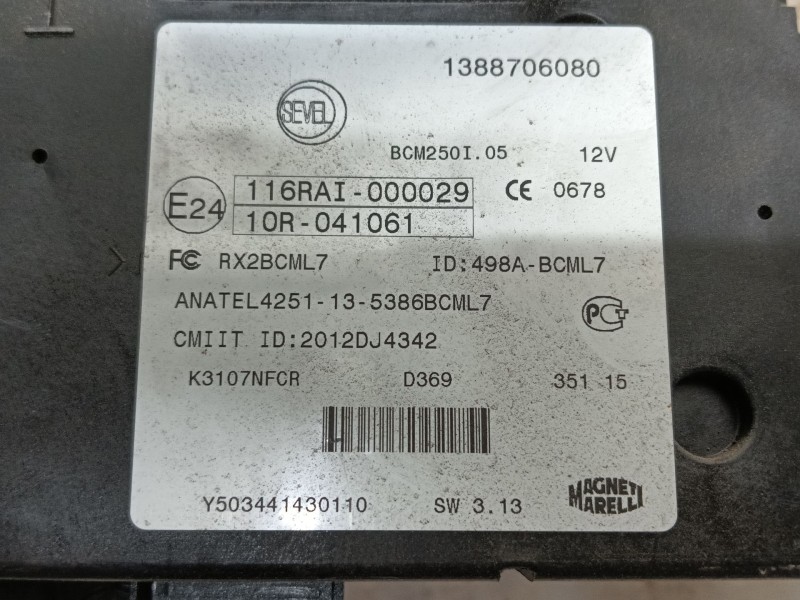 1388706080
SEVEL
BCM250I.05 12V
E24 116RAI-000029 CE 0678
10R-041061
FC RX2BCML7 ID:498A-BCML7
ANATEL4251-13-5386BCML7
PCT
CMIIT ID:2012DJ4342
K3107NFCR D369 351 15
Y503441430110 SW 3.13
MAGNETI
MARELLI